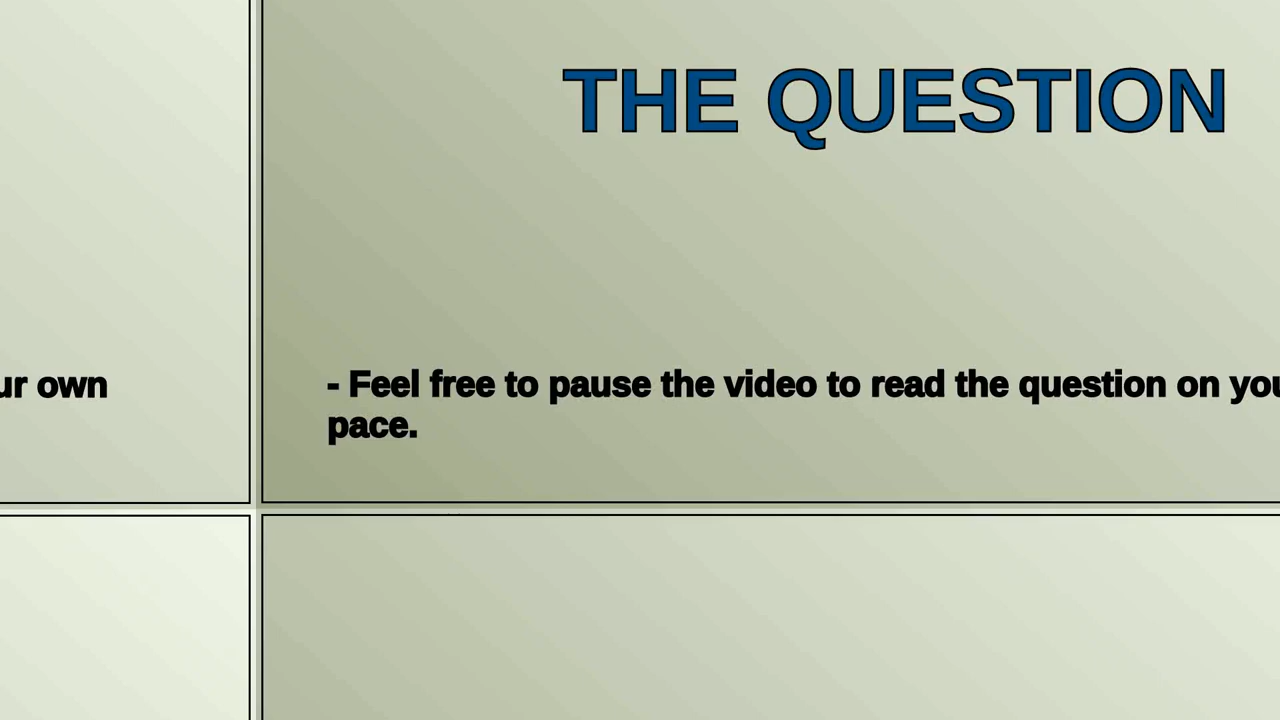 THE QUESTION
ur own
- Feel free to pause the video to read the question on you
pace.